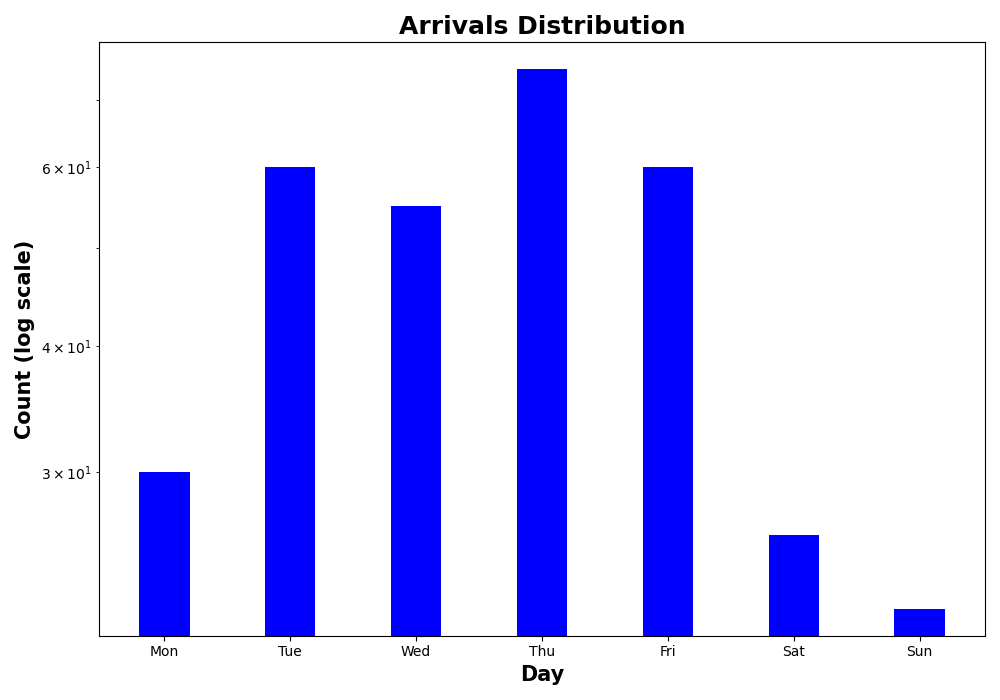 Arrivals Distribution
Count (log scale)
6 × 10¹
4 × 10¹
3 × 10¹
Mon Tue Wed Thu Fri Sat Sun
Day